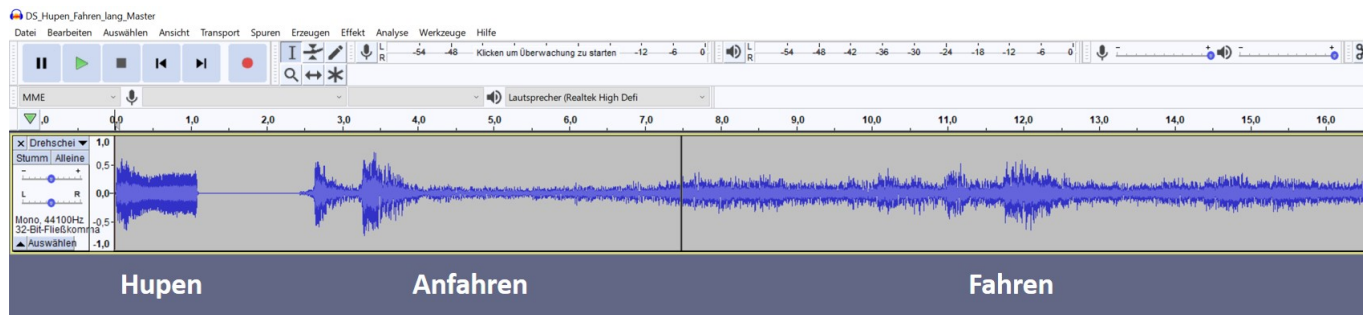 DS_Hupen_Fahren_lang_Master
Datei Bearbeiten Auswählen Ansicht Transport Spuren Erzeugen Effekt Analyse Werkzeuge Hilfe
L R -54 -48 Klicken um Überwachung zu starten -12 -6 0 L R -54 -48 -42 -36 -30 -24 -18 -12 -6 0 - + - +
MME Lautsprecher (Realtek High Defi
,0 0,0 1,0 2,0 3,0 4,0 5,0 6,0 7,0 8,0 9,0 10,0 11,0 12,0 13,0 14,0 15,0 16,0
x Drehschei 1,0
Stumm Alleine
0,5
- +
L R 0,0
Mono, 44100Hz
-0,5
32-Bit-Fließkomma
Auswählen -1,0
Hupen Anfahren Fahren